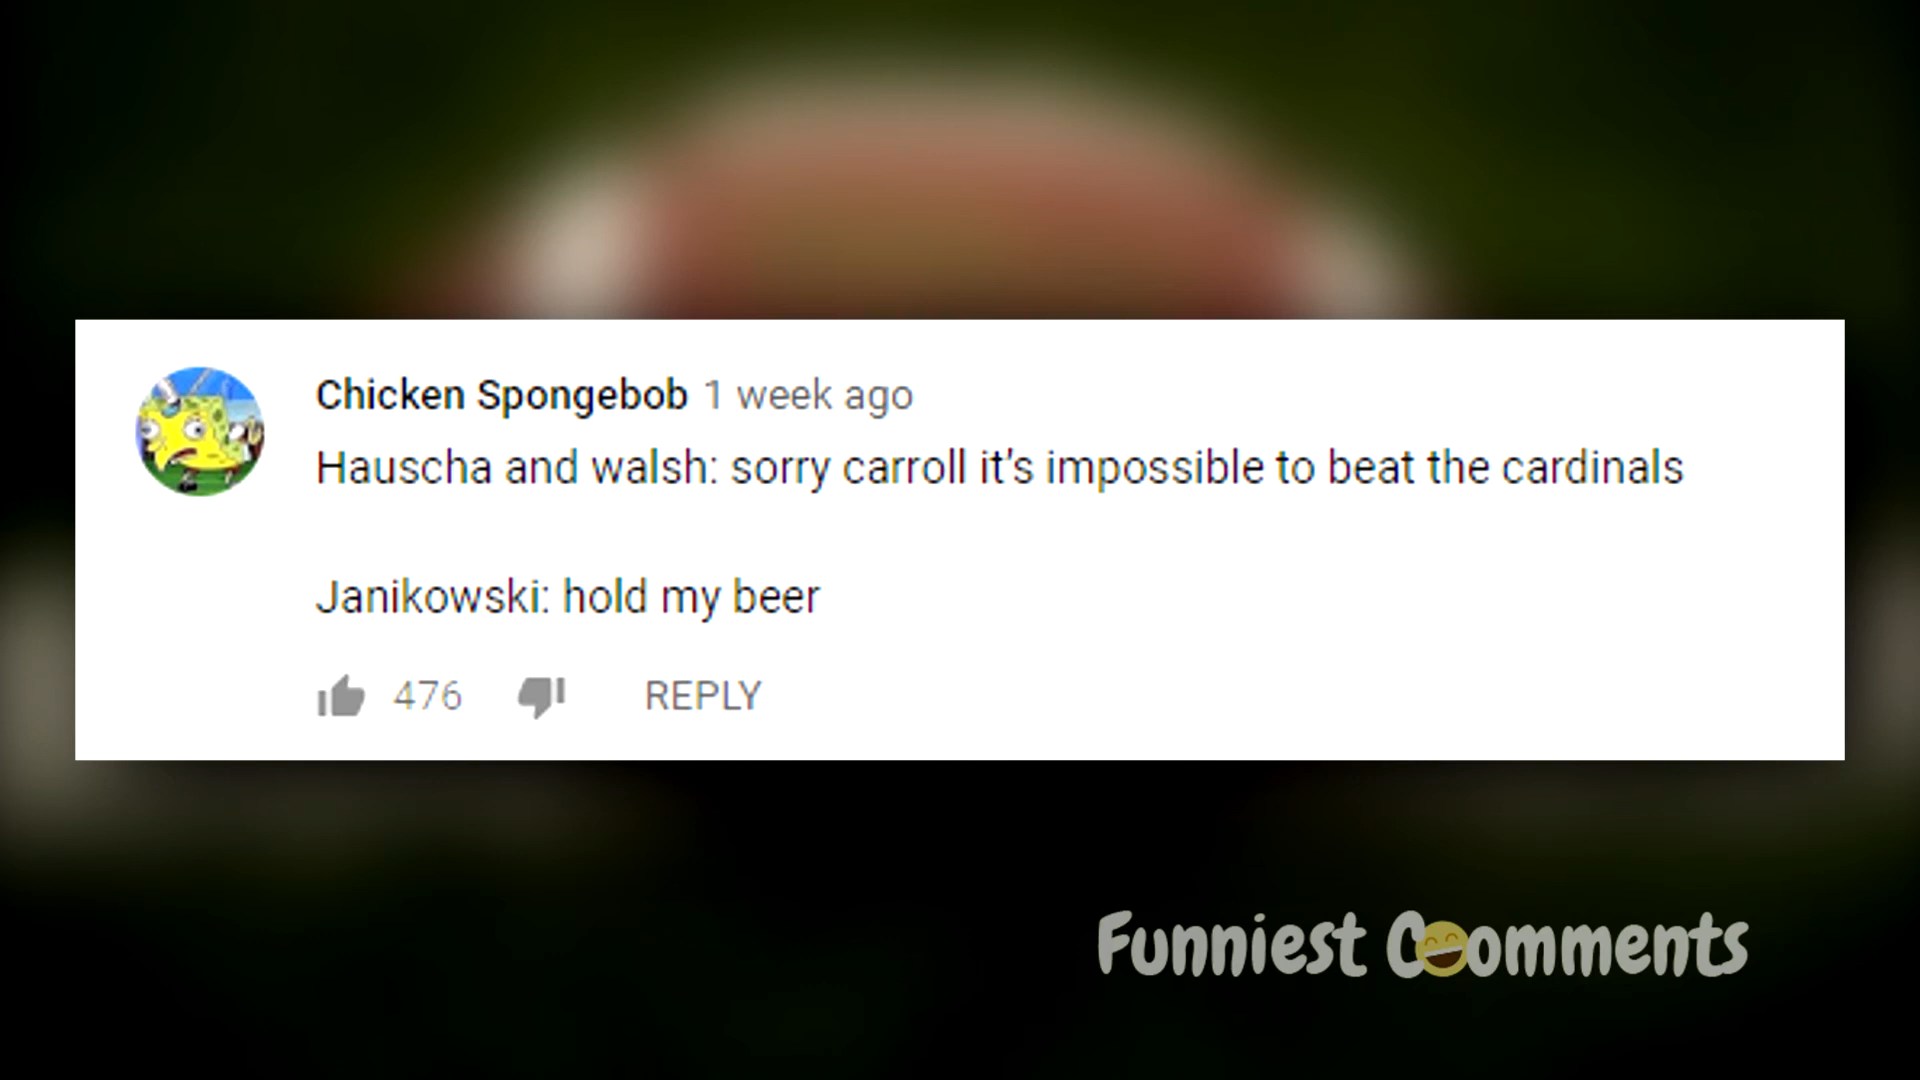 Chicken Spongebob 1 week ago
Hauscha and walsh: sorry carroll it's impossible to beat the cardinals
Janikowski: hold my beer
476 REPLY
Funniest Comments